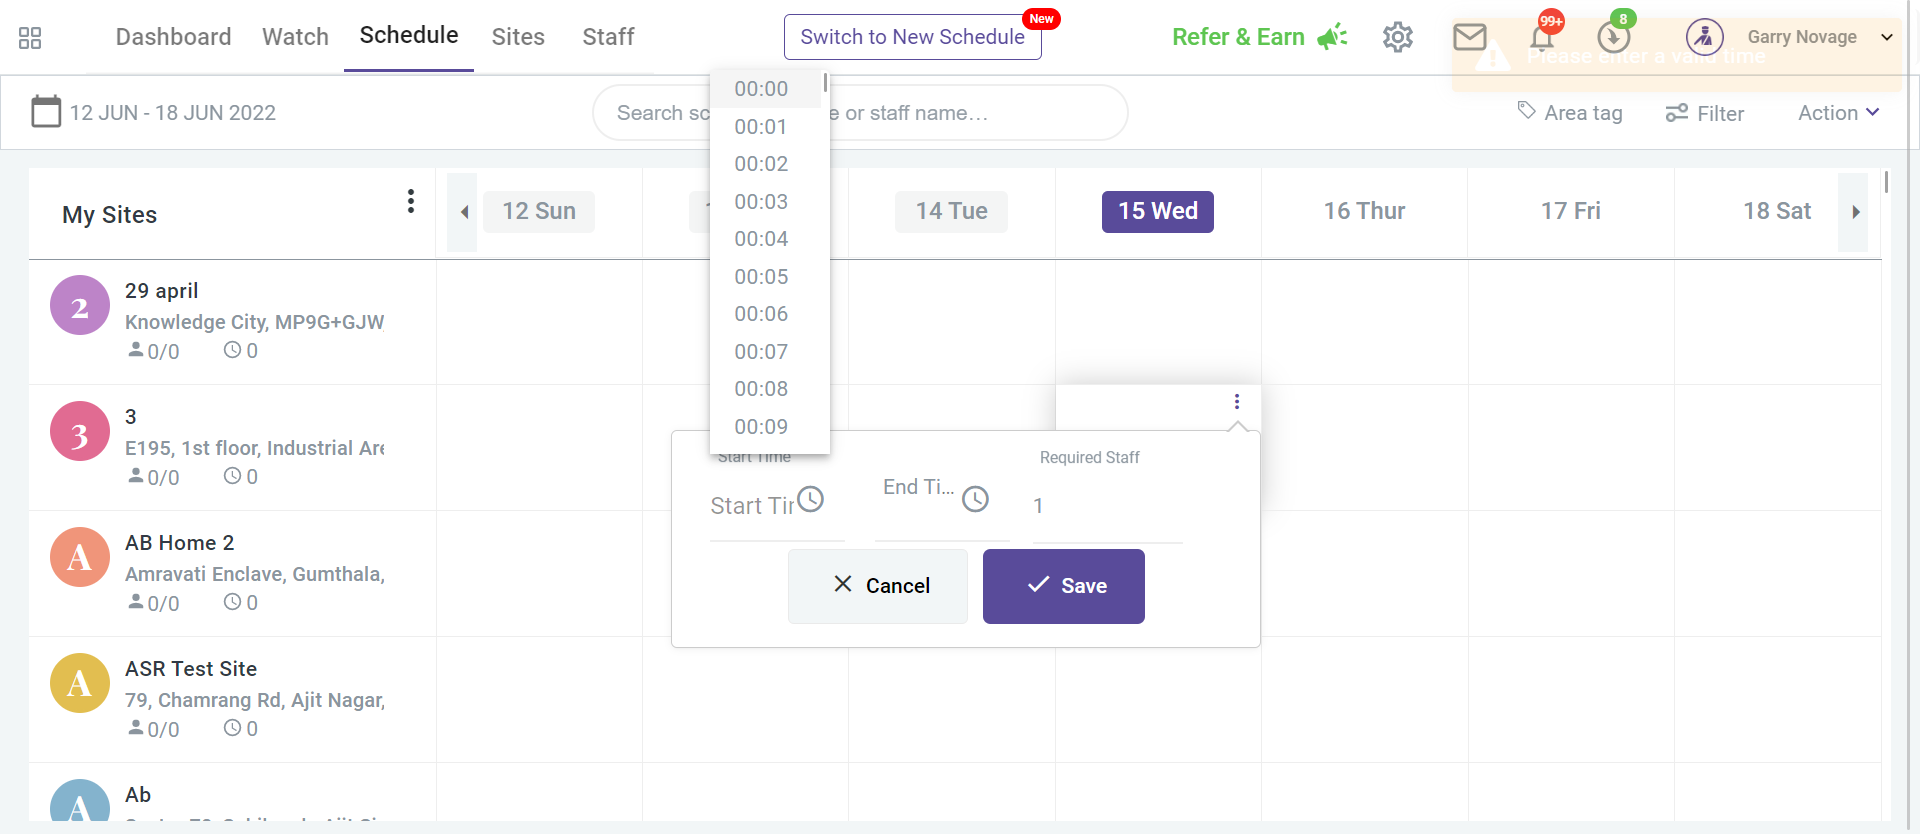 Dashboard Watch Schedule Sites Staff
Switch to New Schedule
New
Refer & Earn
99+
8
Garry Novage
Please enter a valid time
12 JUN - 18 JUN 2022
Search sc e or staff name...
Area tag
Filter
Action
00:00
00:01
00:02
00:03
00:04
00:05
00:06
00:07
00:08
00:09
My Sites
12 Sun
14 Tue
15 Wed
16 Thur
17 Fri
18 Sat
2
29 april
Knowledge City, MP9G+GJW,
0/0 0
3
3
E195, 1st floor, Industrial Are
0/0 0
A
AB Home 2
Amravati Enclave, Gumthala,
0/0 0
A
ASR Test Site
79, Chamrang Rd, Ajit Nagar,
0/0 0
A
Ab
Start Time
Start Tir
End Ti...
Required Staff
1
Cancel
Save